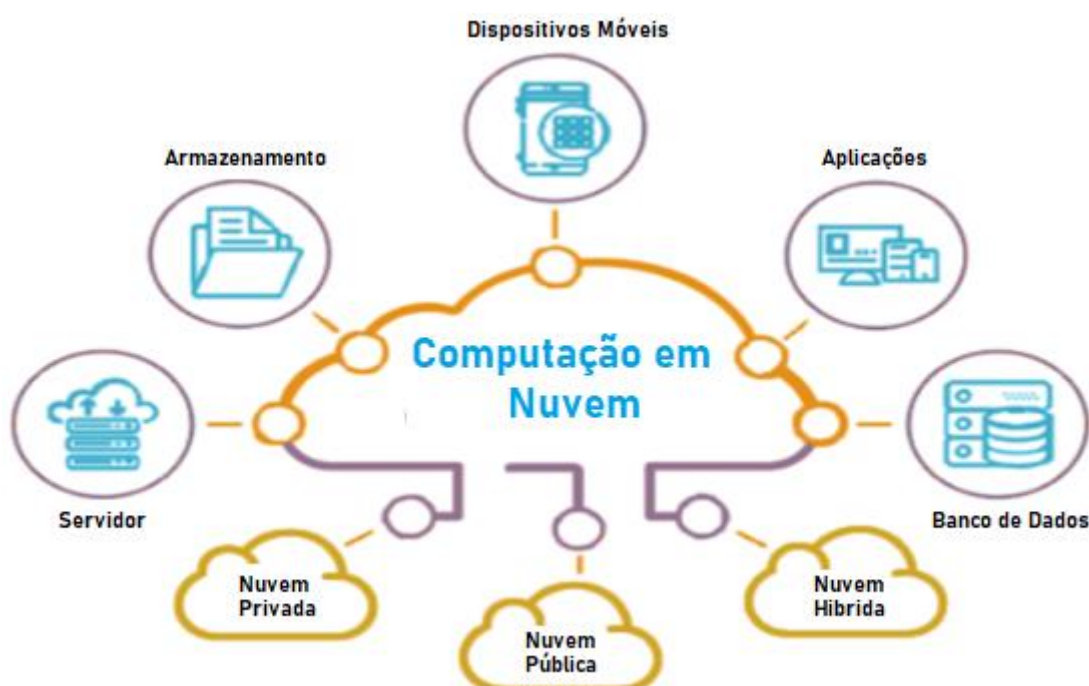 Dispositivos Móveis
Armazenamento
Aplicações
Computação em
Nuvem
Servidor
Banco de Dados
Nuvem
Privada
Nuvem
Pública
Nuvem
Hibrida